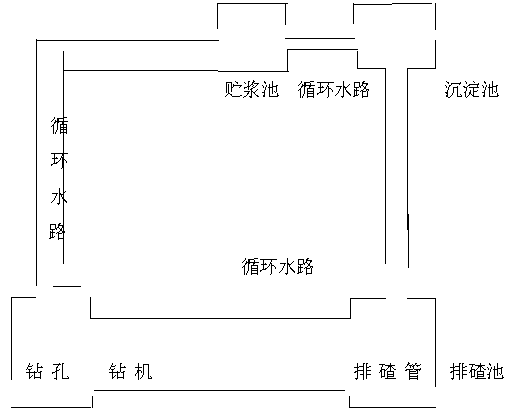 贮浆池 循环水路 沉淀池
循
环
水
路
循环水路
钻 孔 钻 机 排 碴 管 排碴池